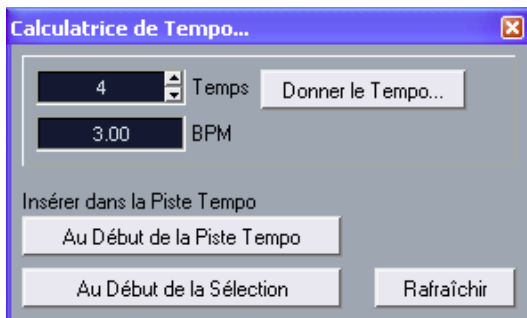 Calculatrice de Tempo...
4 Temps Donner le Tempo...
3.00 BPM
Insérer dans la Piste Tempo
Au Début de la Piste Tempo
Au Début de la Sélection Rafraîchir